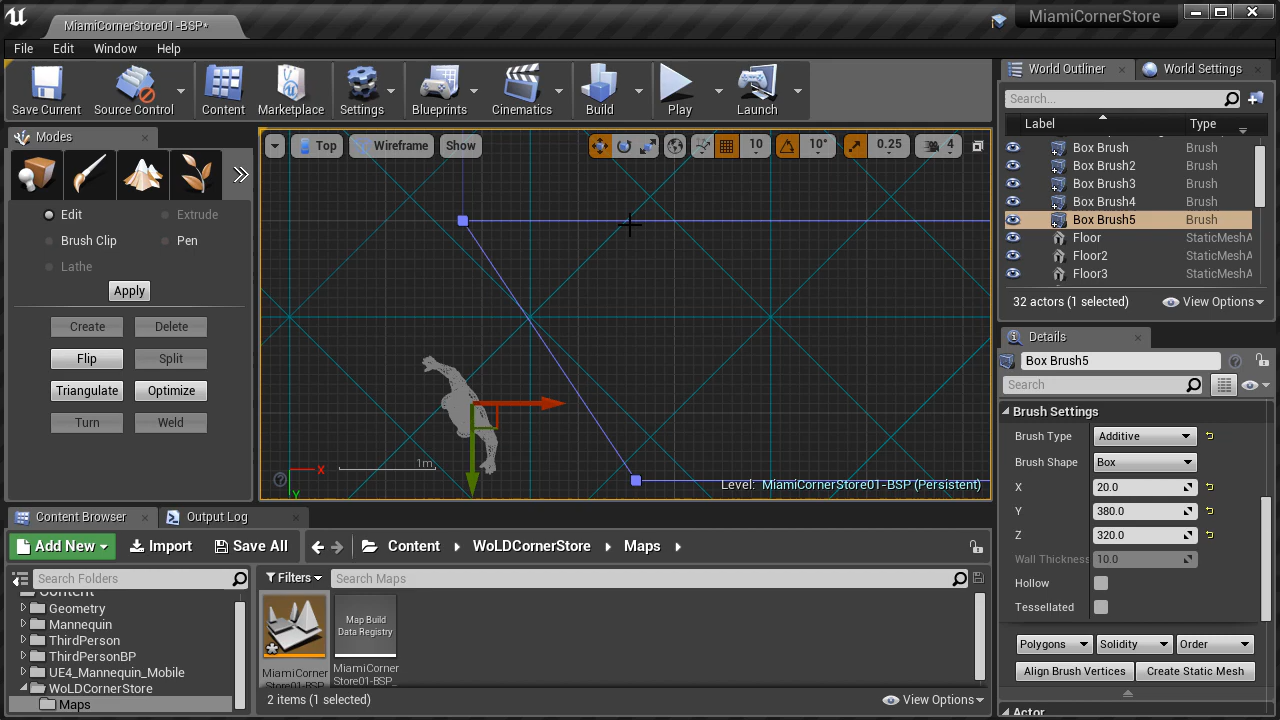 MiamiCornerStore01-BSP*
MiamiCornerStore
File Edit Window Help
Save Current Source Control Content Marketplace Settings Blueprints Cinematics Build Play Launch
World Outliner World Settings
Search...
Label Type
Box Brush Brush
Box Brush2 Brush
Box Brush3 Brush
Box Brush4 Brush
Box Brush5 Brush
Floor StaticMeshA
Floor2 StaticMeshA
Floor3 StaticMeshA
32 actors (1 selected) View Options
Modes
Edit Extrude
Brush Clip Pen
Lathe
Apply
Create Delete
Flip Split
Triangulate Optimize
Turn Weld
Top Wireframe Show 10 10° 0.25 4
1m
X
Y
Level: MiamiCornerStore01-BSP (Persistent)
Details
Box Brush5
Search
Brush Settings
Brush Type Additive
Brush Shape Box
X 20.0
Y 380.0
Z 320.0
Wall Thickness 10.0
Hollow
Tessellated
Polygons Solidity Order
Align Brush Vertices Create Static Mesh
Actor
Content Browser Output Log
Add New Import Save All Content WoLDCornerStore Maps
Search Folders
Filters Search Maps
Content
Geometry
Mannequin
ThirdPerson
ThirdPersonBP
UE4_Mannequin_Mobile
WoLDCornerStore
Maps
Map Build
Data Registry
MiamiCorner
Store01-BSP
MiamiCorner
Store01-BSP_
2 items (1 selected) View Options